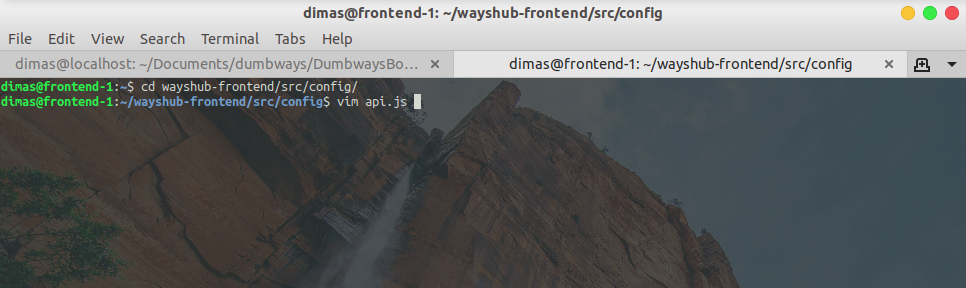 dimas@frontend-1: ~/wayshub-frontend/src/config
File Edit View Search Terminal Tabs Help
dimas@localhost: ~/Documents/dumbways/DumbwaysBo... × dimas@frontend-1: ~/wayshub-frontend/src/config ×
dimas@frontend-1:~$ cd wayshub-frontend/src/config/
dimas@frontend-1:~/wayshub-frontend/src/config$ vim api.js